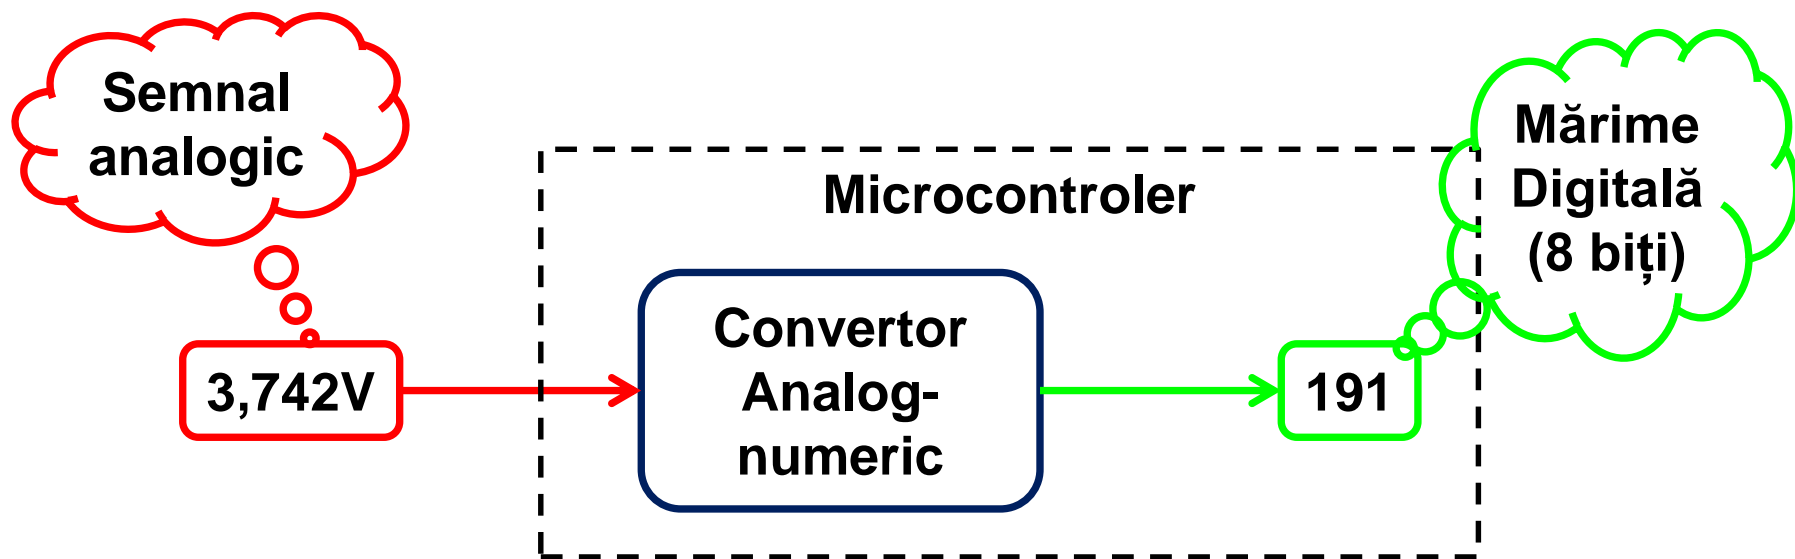 Semnal
analogic
Mărime
Digitală
(8 biți)
Microcontroler
3,742V
Convertor
Analog-
numeric
191